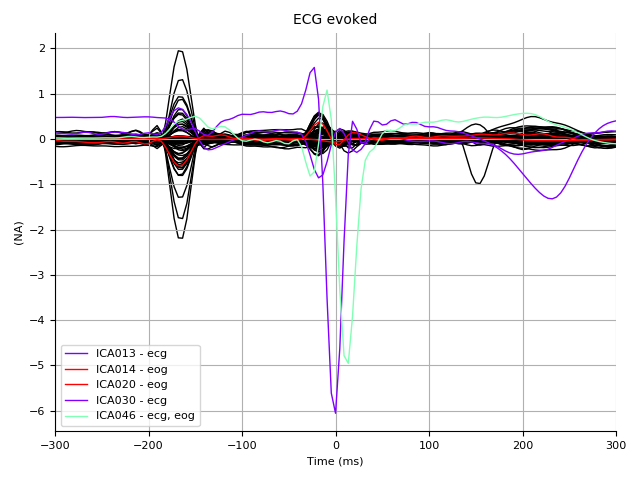 ECG evoked
2
1
0
−1
−2
−3
−4
−5
−6
(NA)
ICA013 - ecg
ICA014 - eog
ICA020 - eog
ICA030 - ecg
ICA046 - ecg, eog
−300 −200 −100 0 100 200 300
Time (ms)